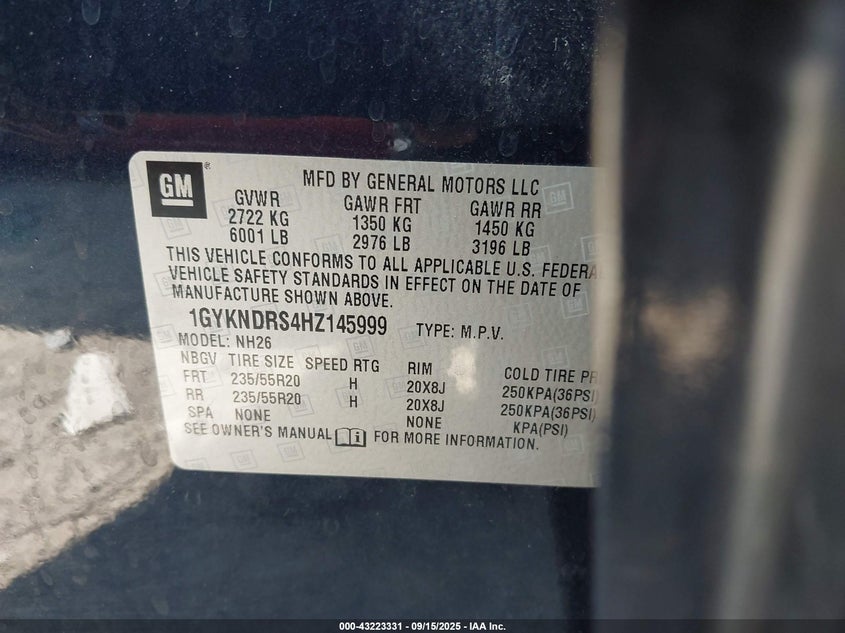 GM
MFD BY GENERAL MOTORS LLC
GVWR GAWR FRT GAWR RR
2722 KG 1350 KG 1450 KG
6001 LB 2976 LB 3196 LB
THIS VEHICLE CONFORMS TO ALL APPLICABLE U.S. FEDERA
VEHICLE SAFETY STANDARDS IN EFFECT ON THE DATE OF
MANUFACTURE SHOWN ABOVE.
1GYKNDRS4HZ145999 TYPE: M.P.V.
MODEL: NH26
NBGV TIRE SIZE SPEED RTG RIM COLD TIRE PR
FRT 235/55R20 H 20X8J 250KPA(36PSI)
RR 235/55R20 H 20X8J 250KPA(36PSI)
SPA NONE NONE KPA(PSI)
SEE OWNER'S MANUAL FOR MORE INFORMATION.
000-43223331 - 09/15/2025 - IAA Inc.